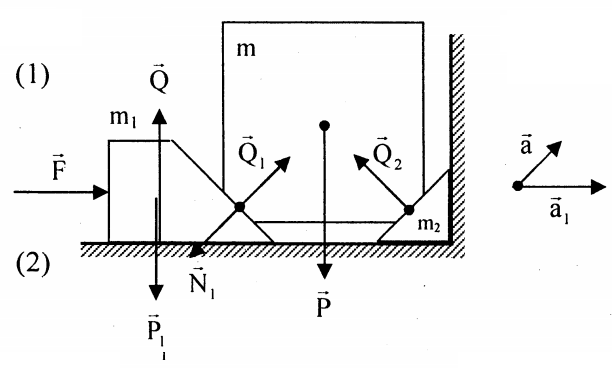 m
(1)
Q⃗
m₁
Q⃗₁
Q⃗₂
a⃗
F⃗
a⃗₁
m₂
(2)
N⃗₁
P⃗
P⃗₁